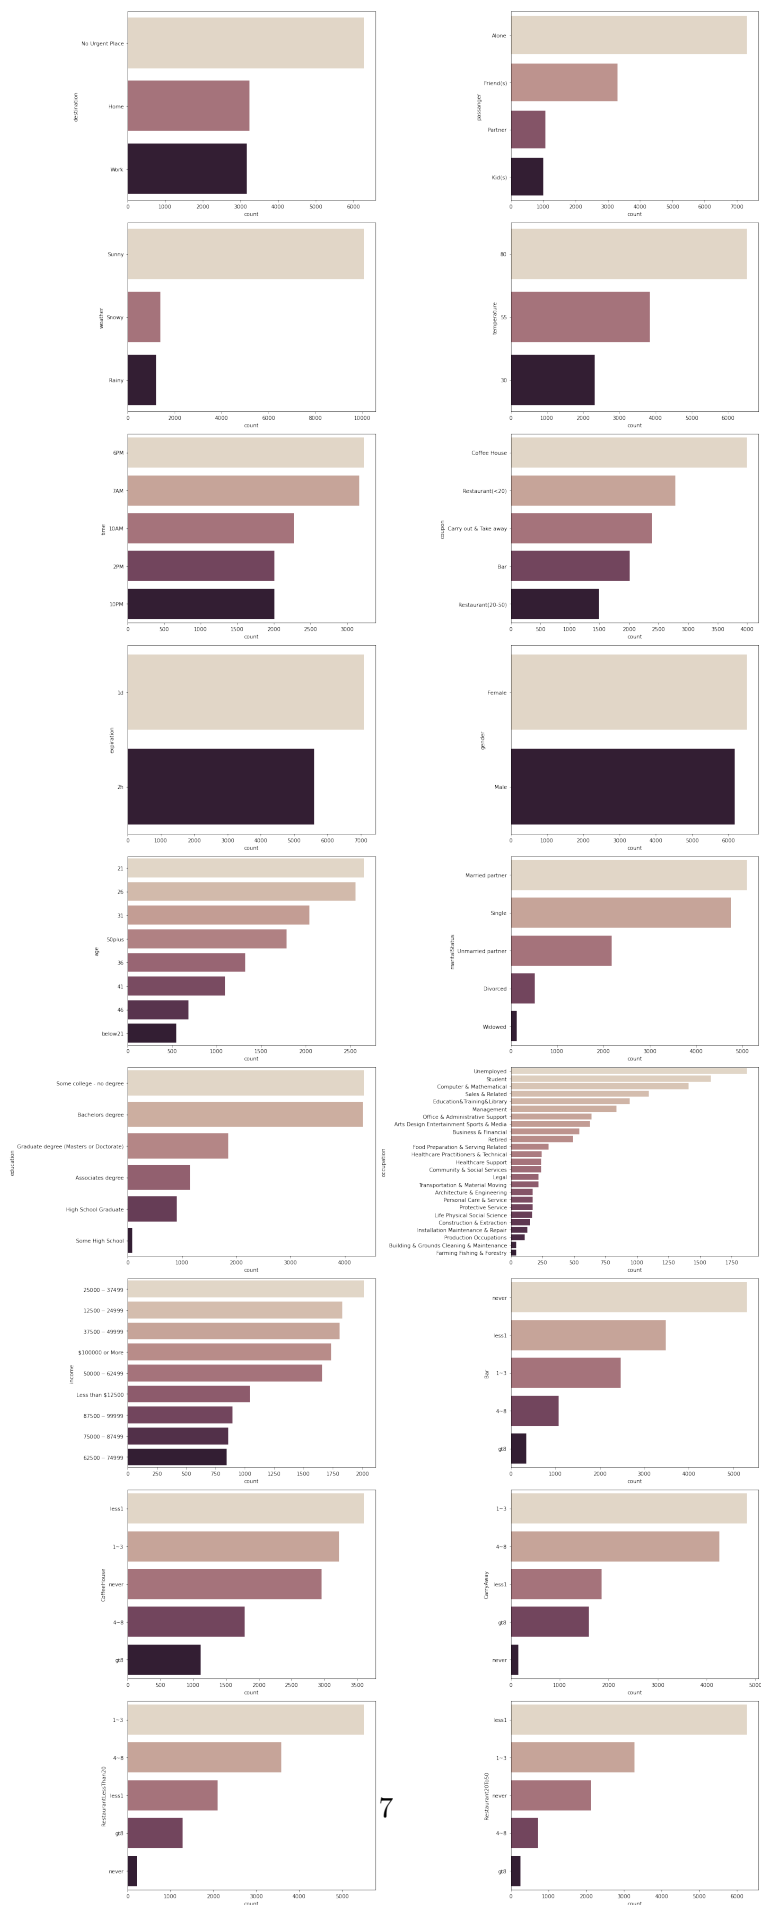 No Urgent Place
Home
Work
destination
0 1000 2000 3000 4000 5000 6000
count
Alone
Friend(s)
Partner
Kid(s)
passanger
0 1000 2000 3000 4000 5000 6000 7000
count
Sunny
Snowy
Rainy
weather
0 2000 4000 6000 8000 10000
count
80
55
30
temperature
0 1000 2000 3000 4000 5000 6000
count
6PM
7AM
10AM
2PM
10PM
time
0 500 1000 1500 2000 2500 3000
count
Coffee House
Restaurant(<20)
Carry out & Take away
Bar
Restaurant(20-50)
coupon
0 500 1000 1500 2000 2500 3000 3500 4000
count
1d
2h
expiration
0 1000 2000 3000 4000 5000 6000 7000
count
Female
Male
gender
0 1000 2000 3000 4000 5000 6000
count
21
26
31
50plus
36
41
46
below21
age
0 500 1000 1500 2000 2500
count
Married partner
Single
Unmarried partner
Divorced
Widowed
maritalStatus
0 1000 2000 3000 4000 5000
count
Some college - no degree
Bachelors degree
Graduate degree (Masters or Doctorate)
Associates degree
High School Graduate
Some High School
education
0 1000 2000 3000 4000
count
Unemployed
Student
Computer & Mathematical
Sales & Related
Education&Training&Library
Management
Office & Administrative Support
Arts Design Entertainment Sports & Media
Business & Financial
Retired
Food Preparation & Serving Related
Healthcare Practitioners & Technical
Healthcare Support
Community & Social Services
Legal
Transportation & Material Moving
Architecture & Engineering
Personal Care & Service
Protective Service
Life Physical Social Science
Construction & Extraction
Installation Maintenance & Repair
Production Occupations
Building & Grounds Cleaning & Maintenance
Farming Fishing & Forestry
occupation
0 250 500 750 1000 1250 1500 1750
count
25000 − 37499
12500 − 24999
37500 − 49999
$100000 or More
50000 − 62499
Less than $12500
87500 − 99999
75000 − 87499
62500 − 74999
income
0 250 500 750 1000 1250 1500 1750 2000
count
never
less1
1~3
4~8
gt8
Bar
0 1000 2000 3000 4000 5000
count
less1
1~3
never
4~8
gt8
CoffeeHouse
0 500 1000 1500 2000 2500 3000 3500
count
1~3
4~8
less1
gt8
never
CarryAway
0 1000 2000 3000 4000 5000
count
1~3
4~8
less1
gt8
never
RestaurantLessThan20
0 1000 2000 3000 4000 5000
count
less1
1~3
never
4~8
gt8
Restaurant20To50
0 1000 2000 3000 4000 5000 6000
count
7